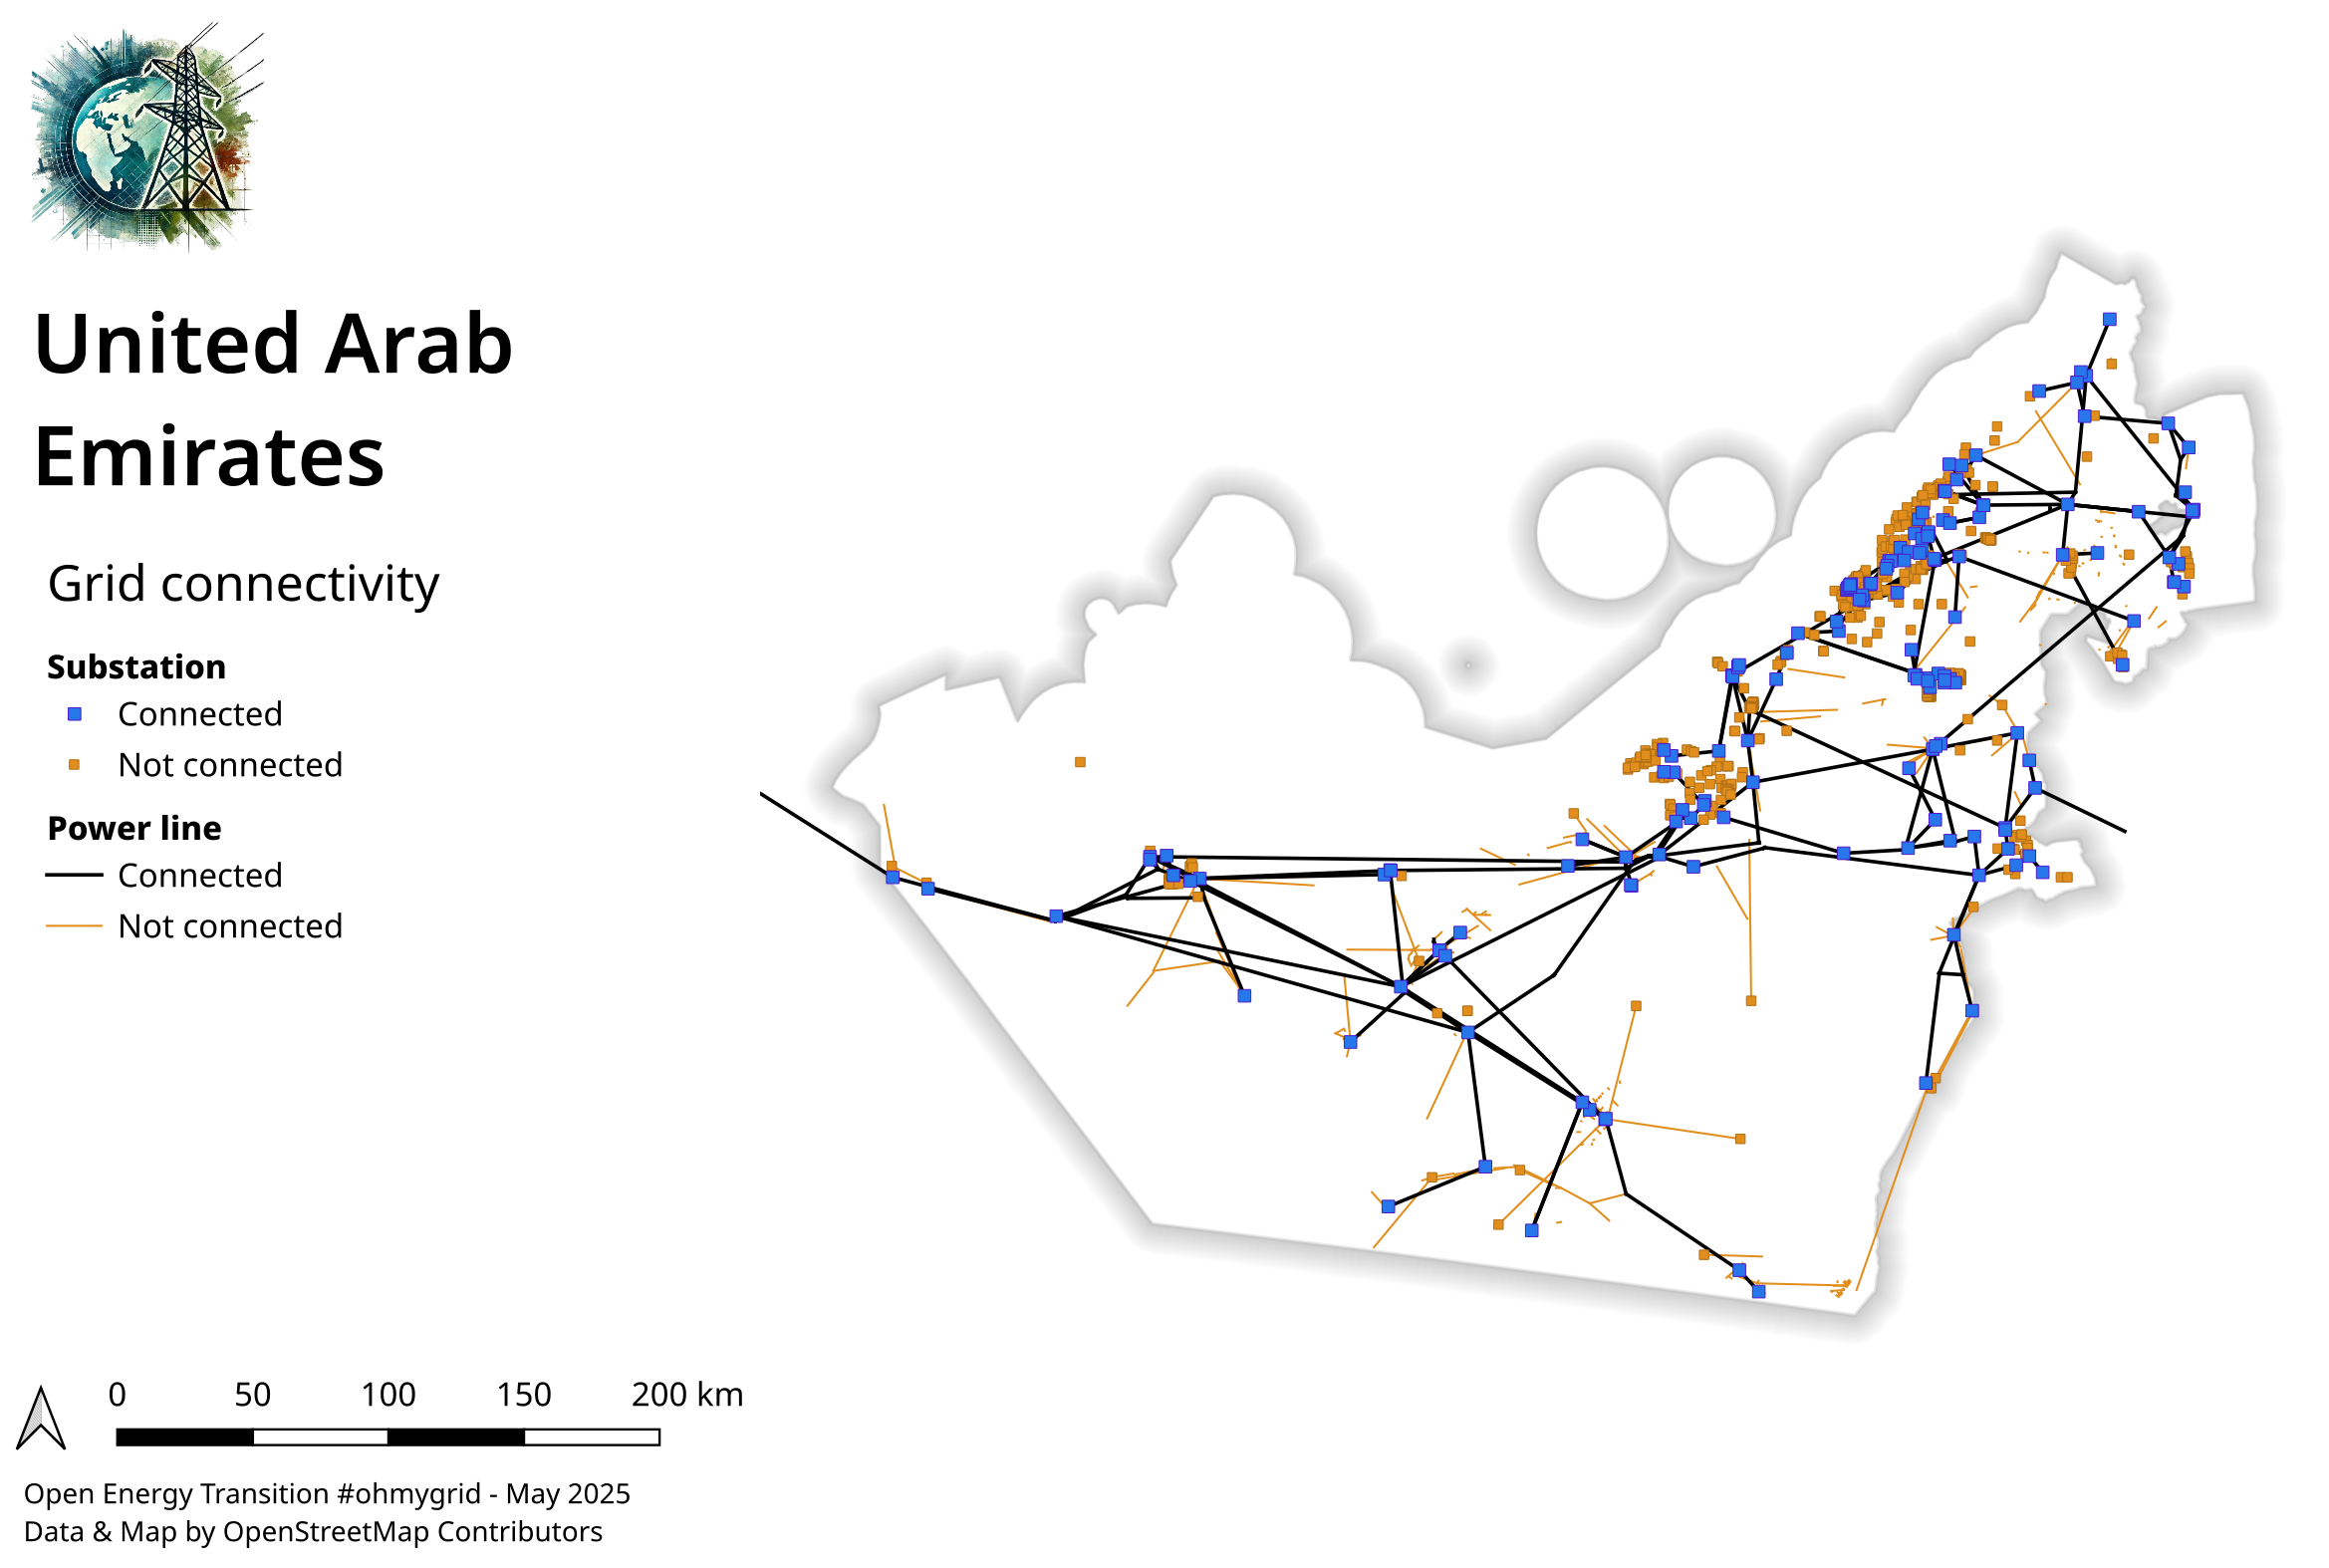 United Arab
Emirates
Grid connectivity
Substation
Connected
Not connected
Power line
Connected
Not connected
0 50 100 150 200 km
Open Energy Transition #ohmygrid - May 2025
Data & Map by OpenStreetMap Contributors